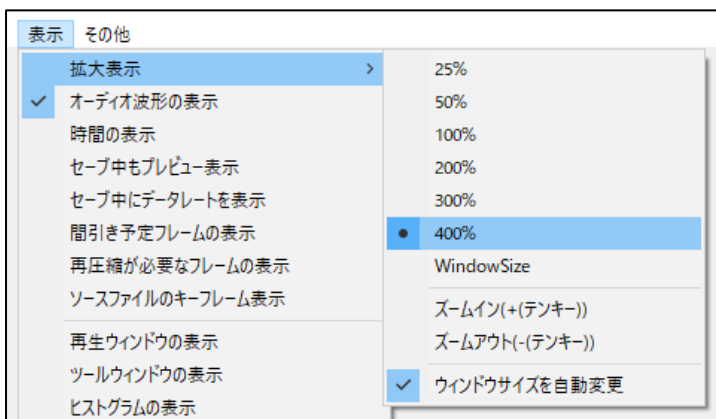 表示 その他
拡大表示
オーディオ波形の表示
時間の表示
セーブ中もプレビュー表示
セーブ中にデータレートを表示
間引き予定フレームの表示
再圧縮が必要なフレームの表示
ソースファイルのキーフレーム表示
再生ウィンドウの表示
ツールウィンドウの表示
ヒストグラムの表示
25%
50%
100%
200%
300%
400%
WindowSize
ズームイン(+(テンキー))
ズームアウト(-(テンキー))
ウィンドウサイズを自動変更